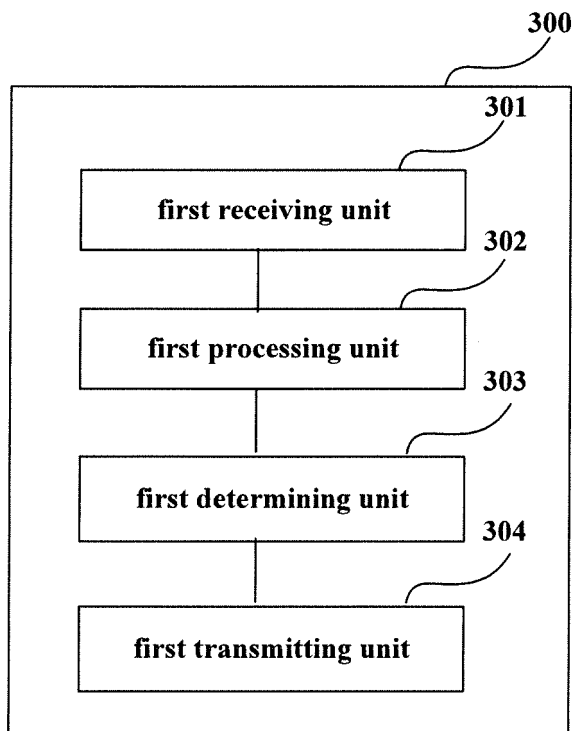 300
301
first receiving unit
302
first processing unit
303
first determining unit
304
first transmitting unit